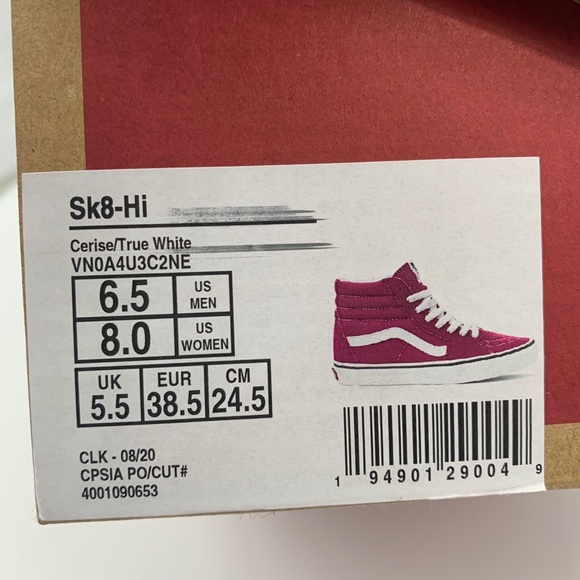 Sk8-Hi
Cerise/True White
VN0A4U3C2NE
6.5 US MEN
8.0 US WOMEN
UK EUR CM
5.5 38.5 24.5
CLK - 08/20
CPSIA PO/CUT#
4001090653
1 94901 29004 9